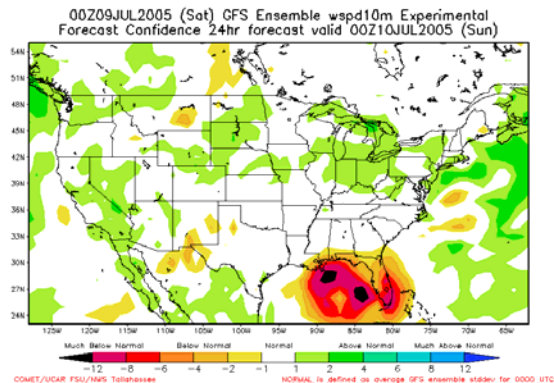 00Z09JUL2005 (Sat) GFS Ensemble wspd10m Experimental
Forecast Confidence 24hr forecast valid 00Z10JUL2005 (Sun)
54N
51N
48N
45N
42N
39N
36N
33N
30N
27N
24N
125W 120W 115W 110W 105W 100W 95W 90W 85W 80W 75W 70W 65W
Much Below Normal Below Normal Normal Above Normal Much Above Normal
-12 -8 -6 -4 -2 -1 1 2 4 6 8 12
COMET/UCAR FSU/NWS Tallahassee NORMAL is defined as average GFS ensemble stdev for 0000 UTC